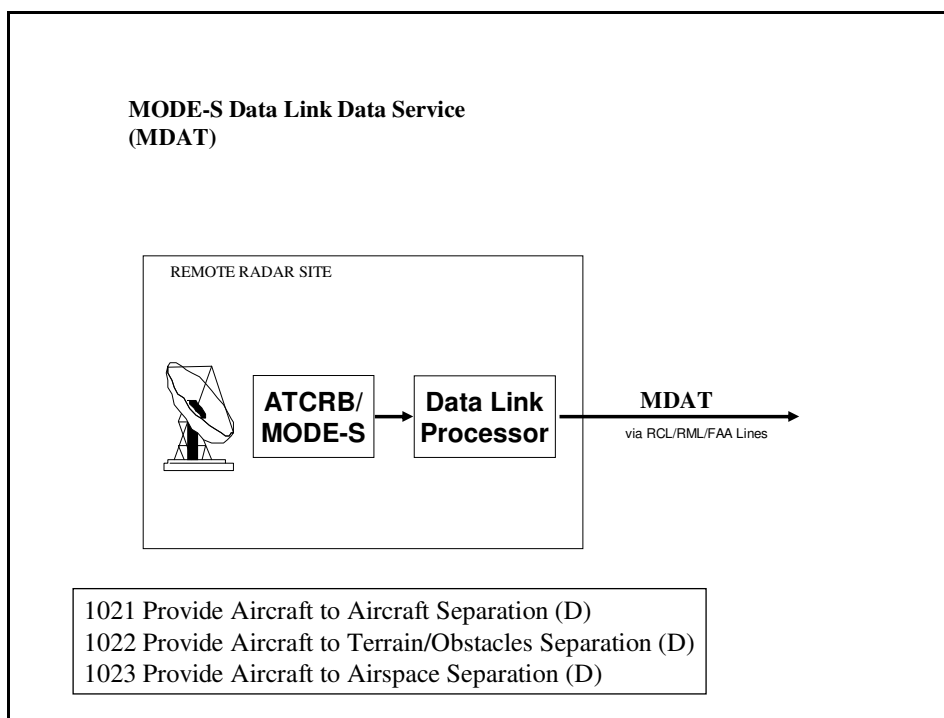 MODE-S Data Link Data Service
(MDAT)
REMOTE RADAR SITE
ATCRB/
MODE-S
Data Link
Processor
MDAT
via RCL/RML/FAA Lines
1021 Provide Aircraft to Aircraft Separation (D)
1022 Provide Aircraft to Terrain/Obstacles Separation (D)
1023 Provide Aircraft to Airspace Separation (D)